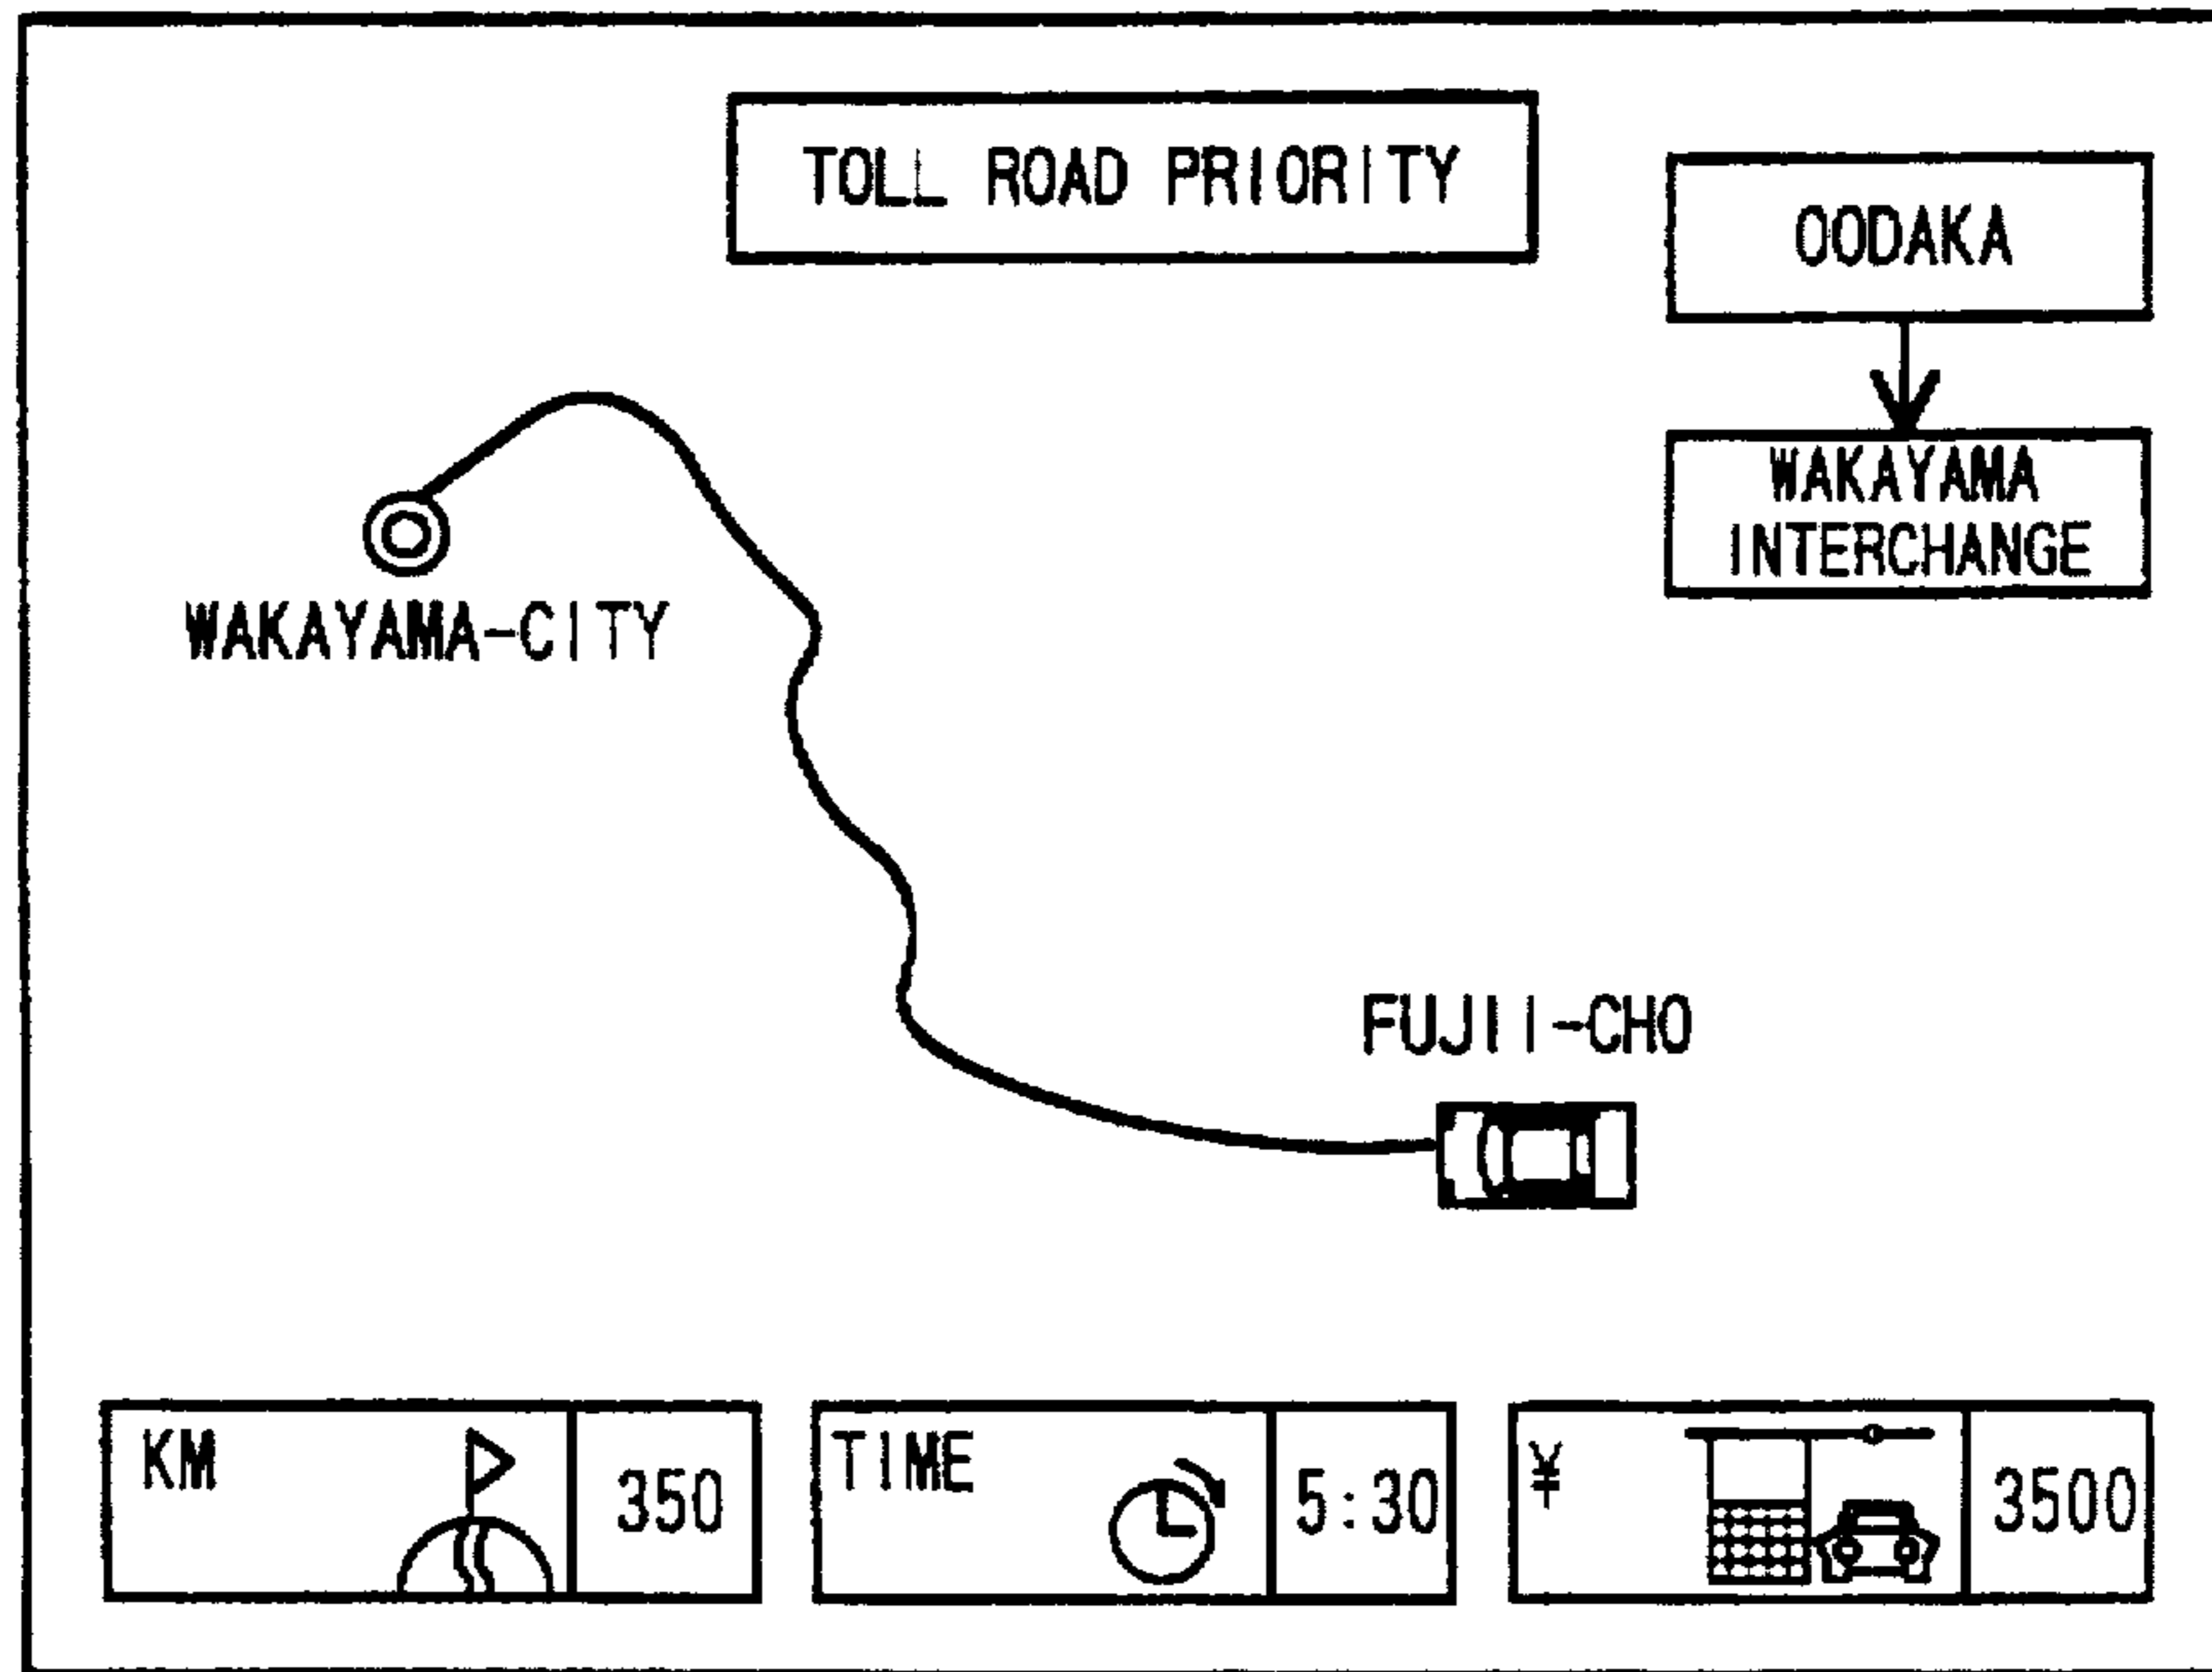 TOLL ROAD PRIORITY
OODAKA
WAKAYAMA
INTERCHANGE
WAKAYAMA-CITY
FUJII-CHO
KM
350
TIME
5:30
¥
3500